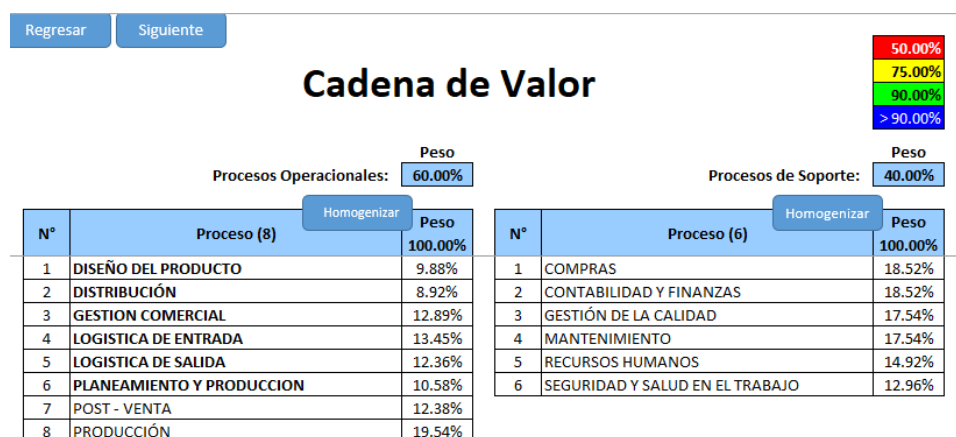 Regresar Siguiente
50.00%
75.00%
90.00%
> 90.00%
Cadena de Valor
Peso
Procesos Operacionales: 60.00%
Peso
Procesos de Soporte: 40.00%
Homogenizar
N° Proceso (8) Peso
100.00%
1 DISEÑO DEL PRODUCTO 9.88%
2 DISTRIBUCIÓN 8.92%
3 GESTION COMERCIAL 12.89%
4 LOGISTICA DE ENTRADA 13.45%
5 LOGISTICA DE SALIDA 12.36%
6 PLANEAMIENTO Y PRODUCCION 10.58%
7 POST - VENTA 12.38%
8 PRODUCCIÓN 19.54%
Homogenizar
N° Proceso (6) Peso
100.00%
1 COMPRAS 18.52%
2 CONTABILIDAD Y FINANZAS 18.52%
3 GESTIÓN DE LA CALIDAD 17.54%
4 MANTENIMIENTO 17.54%
5 RECURSOS HUMANOS 14.92%
6 SEGURIDAD Y SALUD EN EL TRABAJO 12.96%